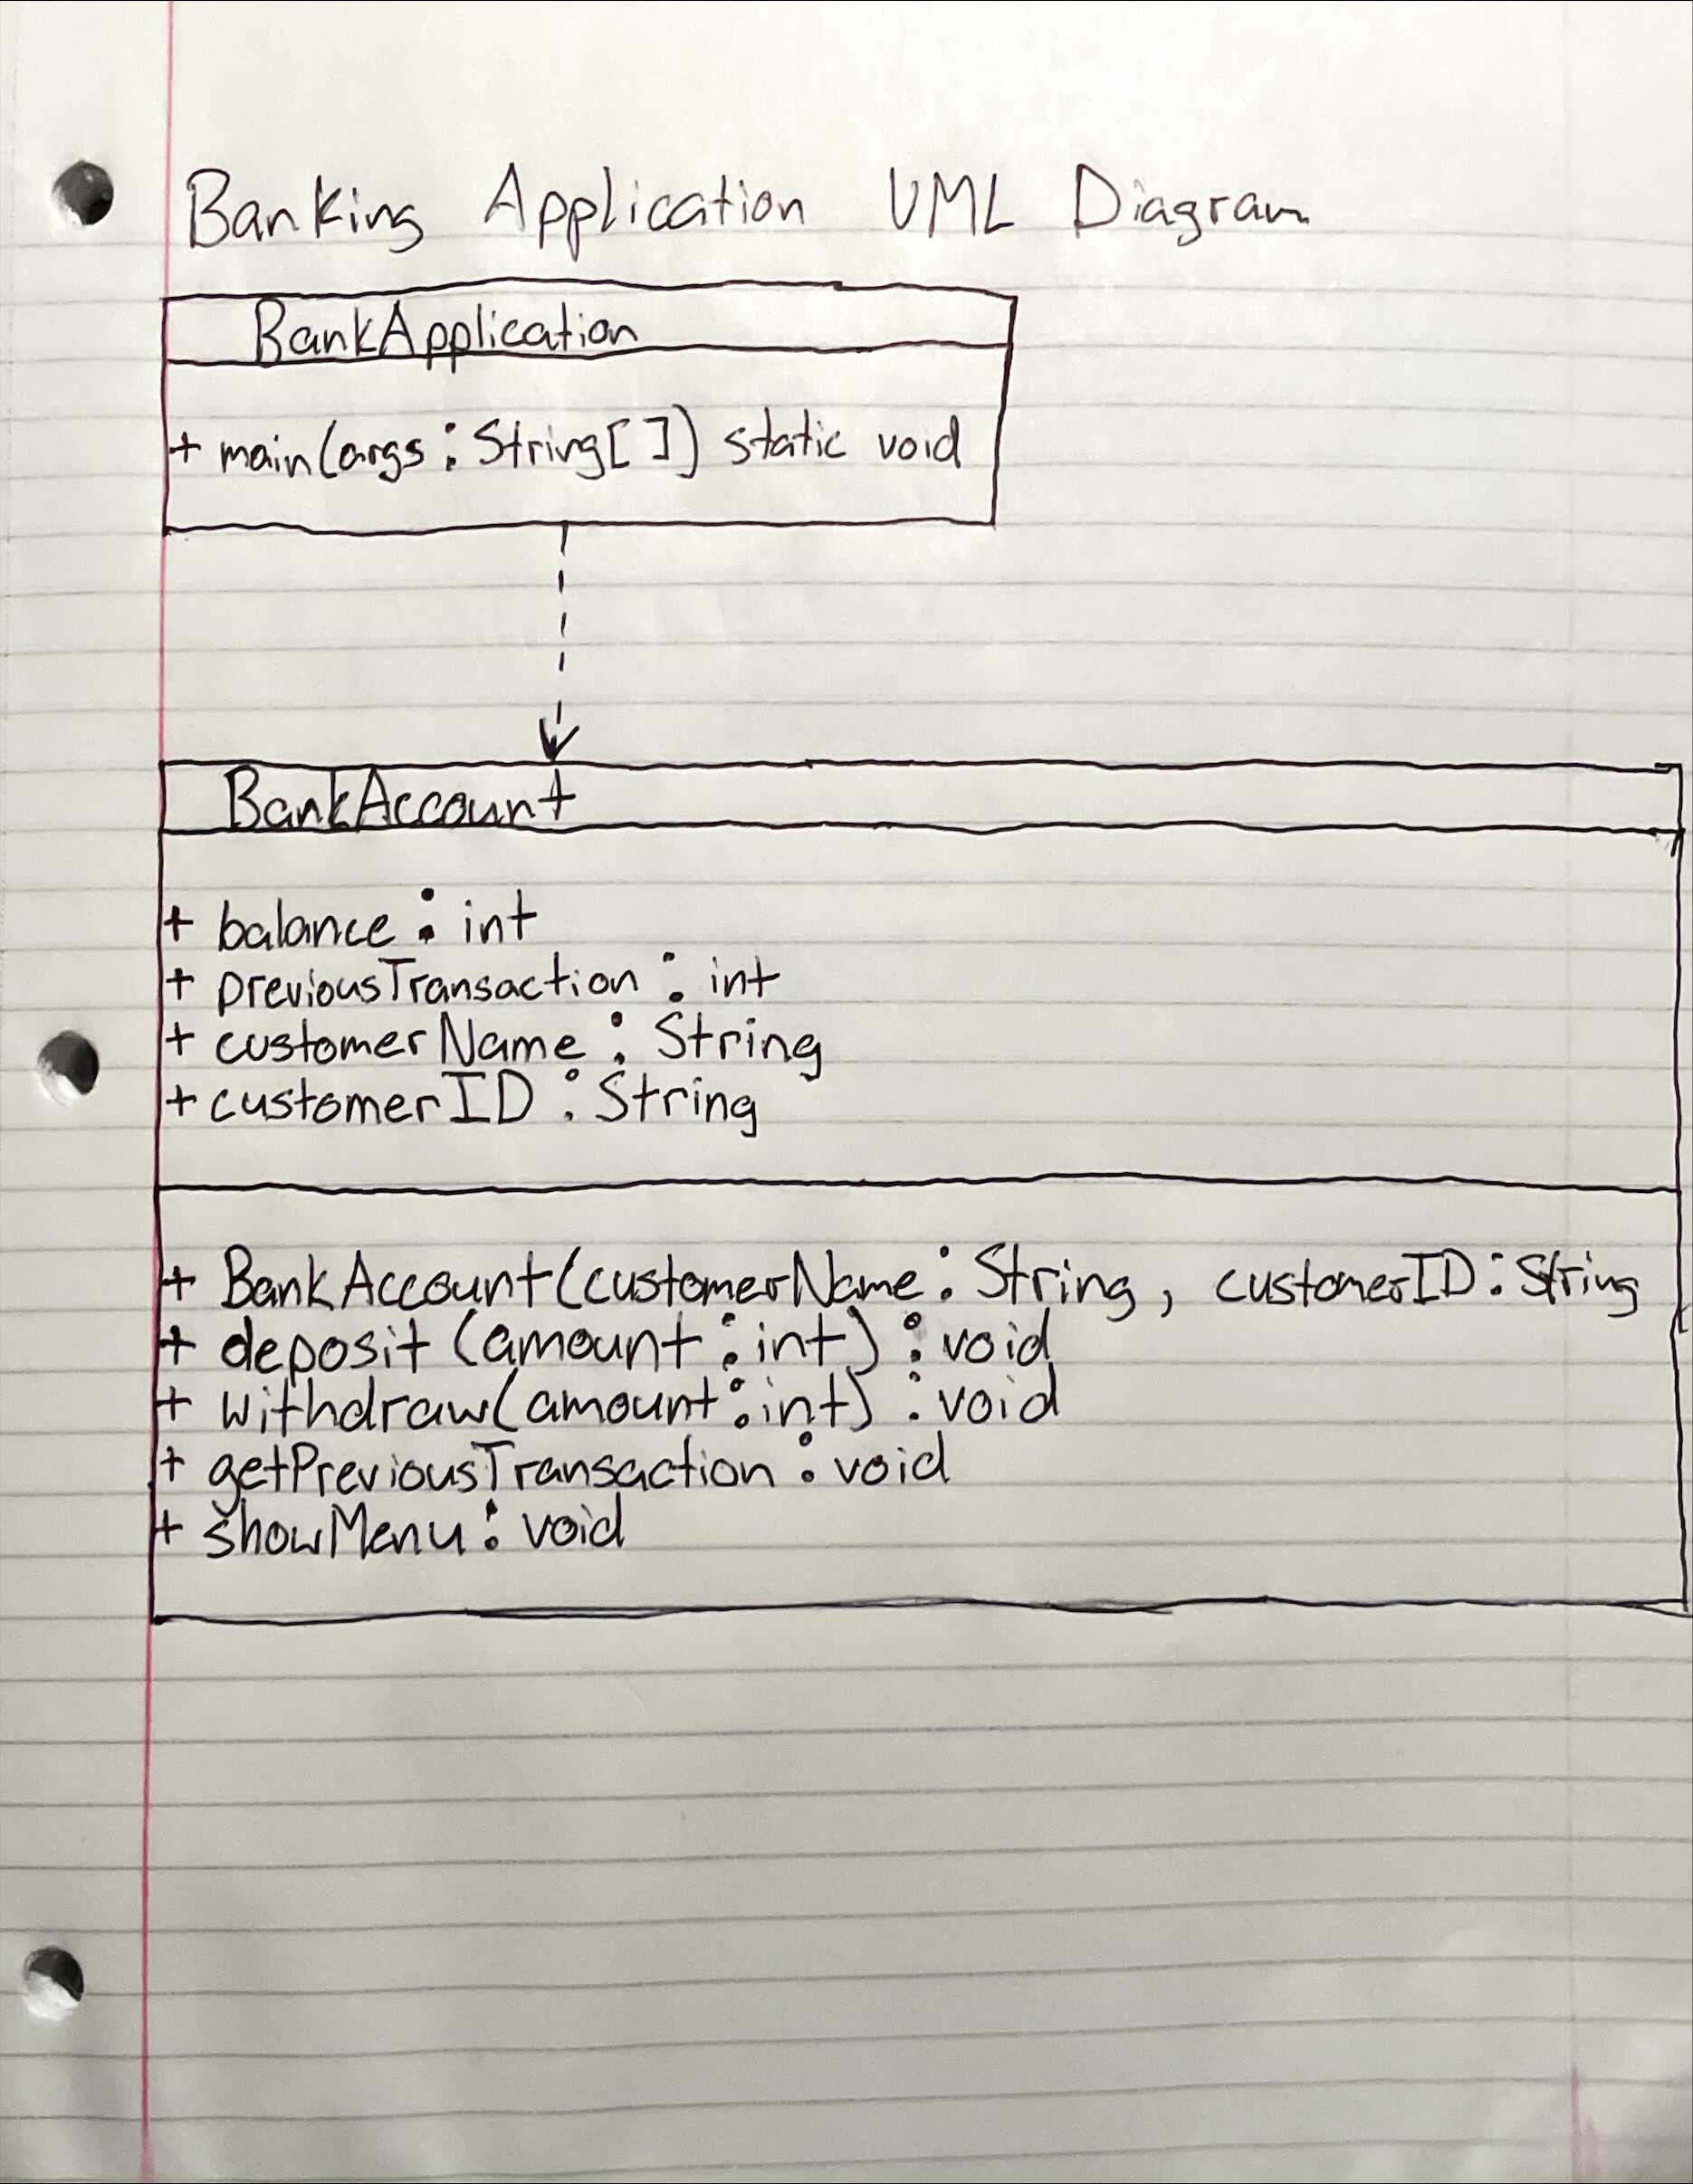 Banking Application UML Diagram
BankApplication
+ main(args: String[ ]) static void
BankAccount
+ balance: int
+ previousTransaction: int
+ customerName: String
+ customerID: String
+ BankAccount(customerName: String, customerID: String
+ deposit (amount: int) : void
+ withdraw(amount: int) : void
+ getPreviousTransaction: void
+ showMenu: void